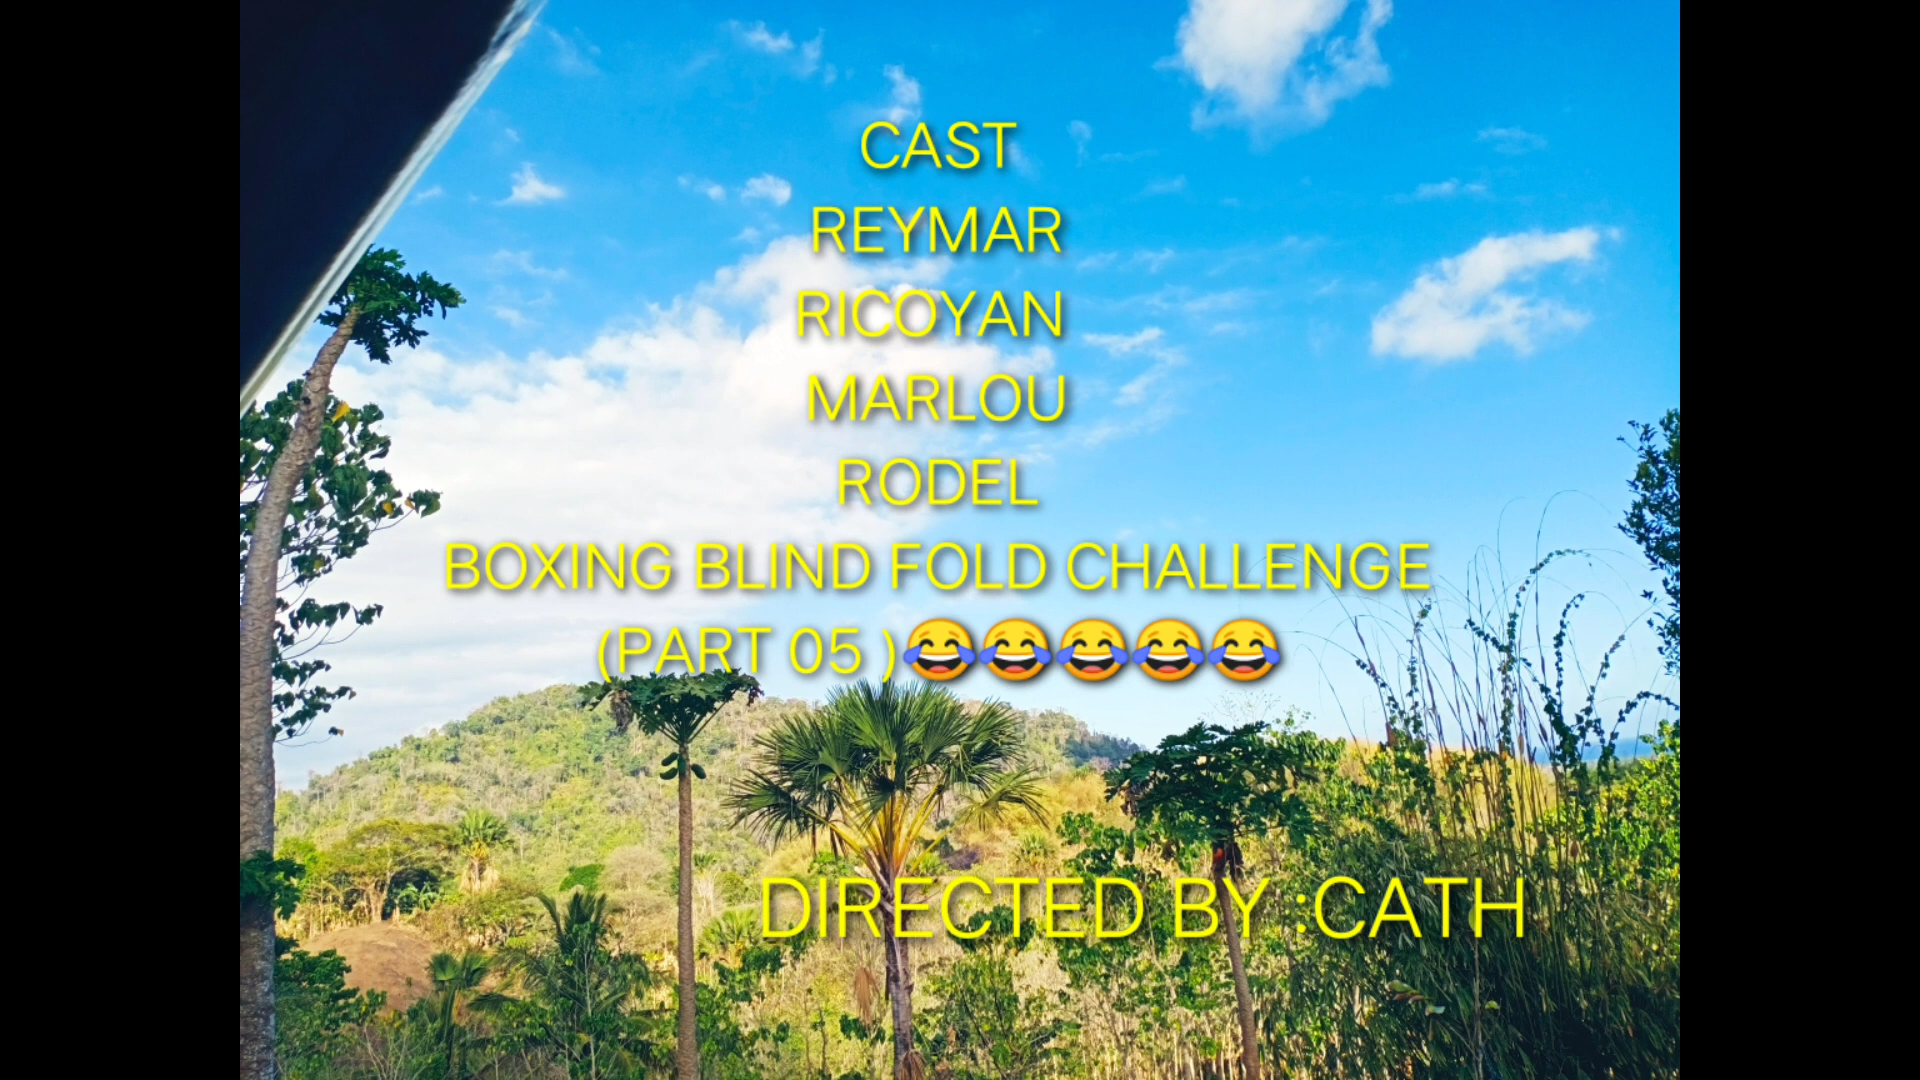 CAST
REYMAR
RICOYAN
MARLOU
RODEL
BOXING BLIND FOLD CHALLENGE
(PART 05 )😂😂😂😂😂
DIRECTED BY :CATH